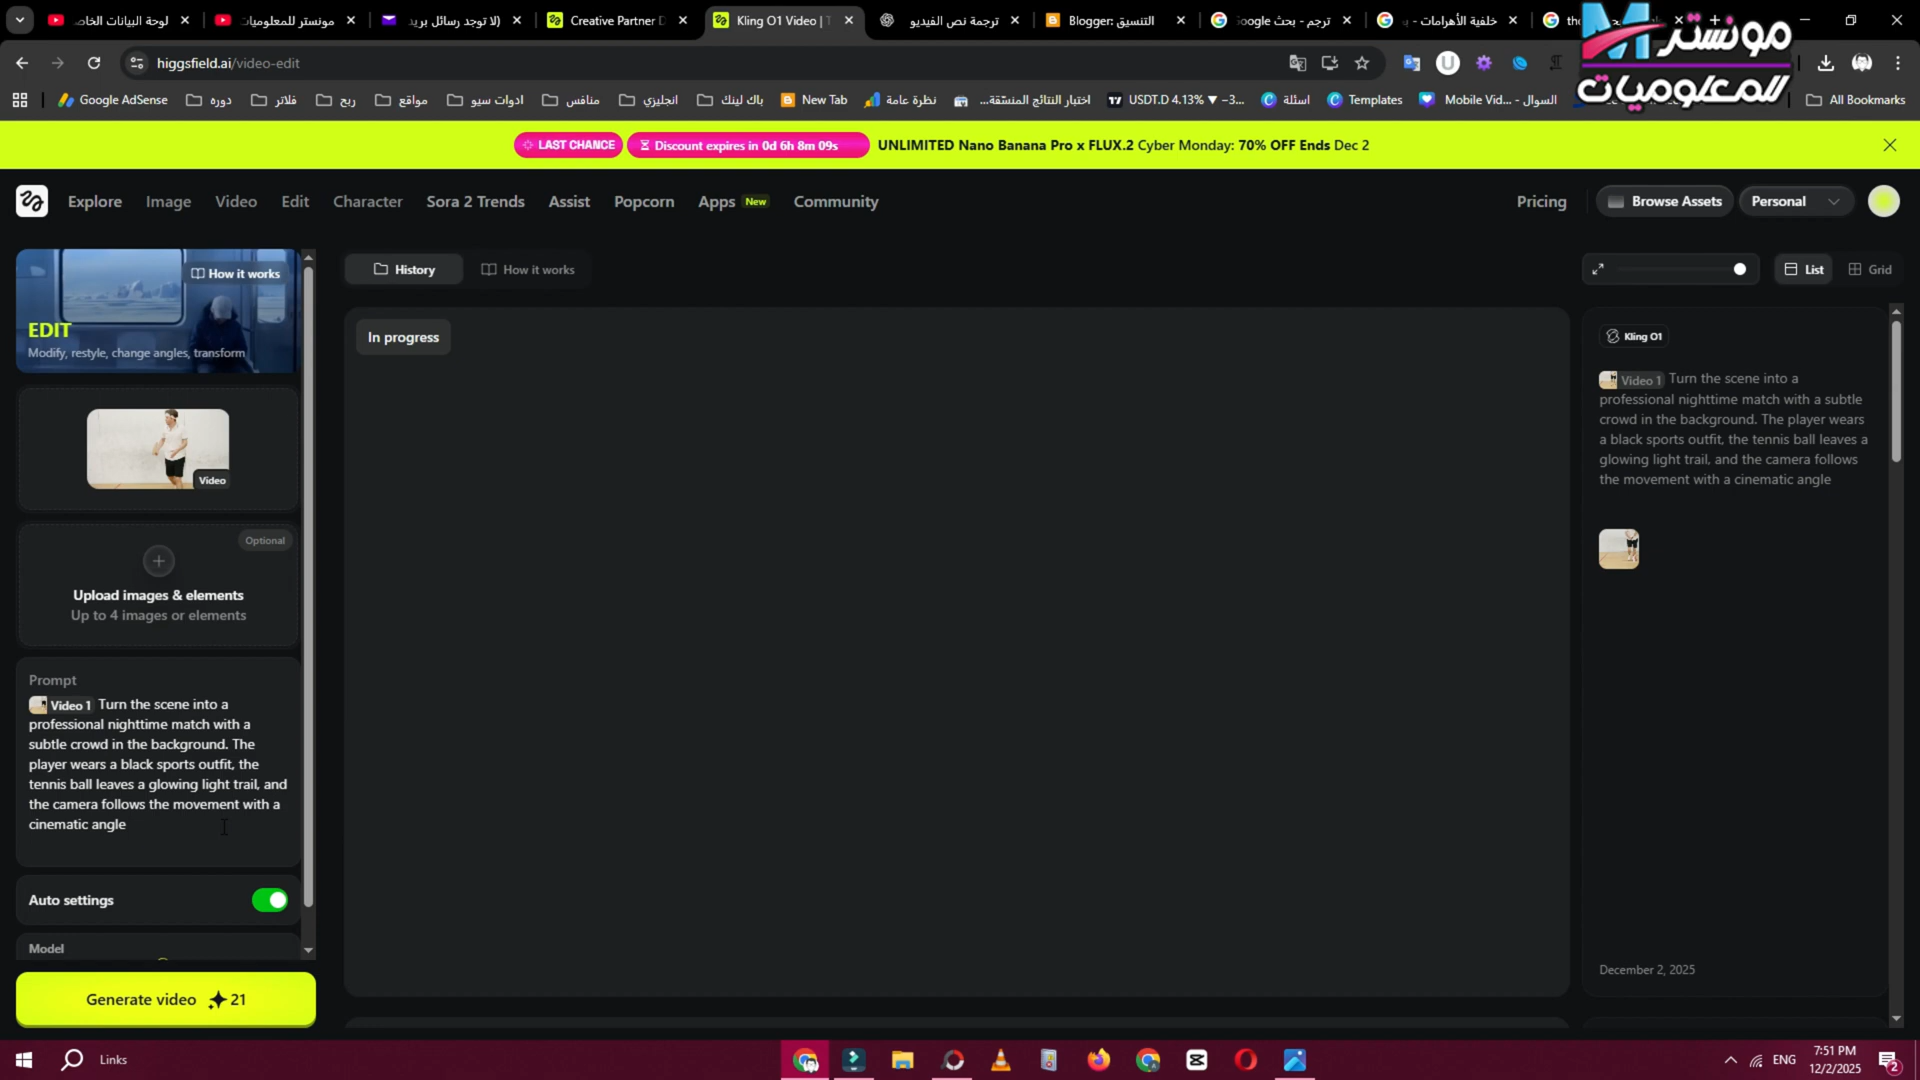 لوحة البيانات الخاص
مونستر للمعلوميات
(لا توجد رسائل بريد
Creative Partner D
Kling O1 Video | T
ترجمة نص الفيديو
Blogger: التنسيق
ترجم - بحث Google
خلفية الأهرامات - ب
مونستر للمعلوميات
higgsfield.ai/video-edit
Google AdSense
دوره
فلاتر
ربح
مواقع
ادوات سيو
منافس
انجليزي
باك لينك
New Tab
نظرة عامة
اختبار النتائج المنسّقة...
USDT.D 4.13% ▼ −3...
اسئلة
Templates
Mobile Vid...
السوال - YouTube
All Bookmarks
LAST CHANCE
Discount expires in 0d 6h 8m 09s
UNLIMITED Nano Banana Pro x FLUX.2 Cyber Monday: 70% OFF Ends Dec 2
Explore
Image
Video
Edit
Character
Sora 2 Trends
Assist
Popcorn
Apps New
Community
Pricing
Browse Assets
Personal
How it works
EDIT
Modify, restyle, change angles, transform
History
How it works
List
Grid
Video
In progress
Optional
Upload images & elements
Up to 4 images or elements
Prompt
Video 1 Turn the scene into a
professional nighttime match with a
subtle crowd in the background. The
player wears a black sports outfit, the
tennis ball leaves a glowing light trail, and
the camera follows the movement with a
cinematic angle
Auto settings
Model
Generate video 21
Kling O1
Video 1 Turn the scene into a
professional nighttime match with a subtle
crowd in the background. The player wears
a black sports outfit, the tennis ball leaves a
glowing light trail, and the camera follows
the movement with a cinematic angle
December 2, 2025
Links
ENG
7:51 PM
12/2/2025
2